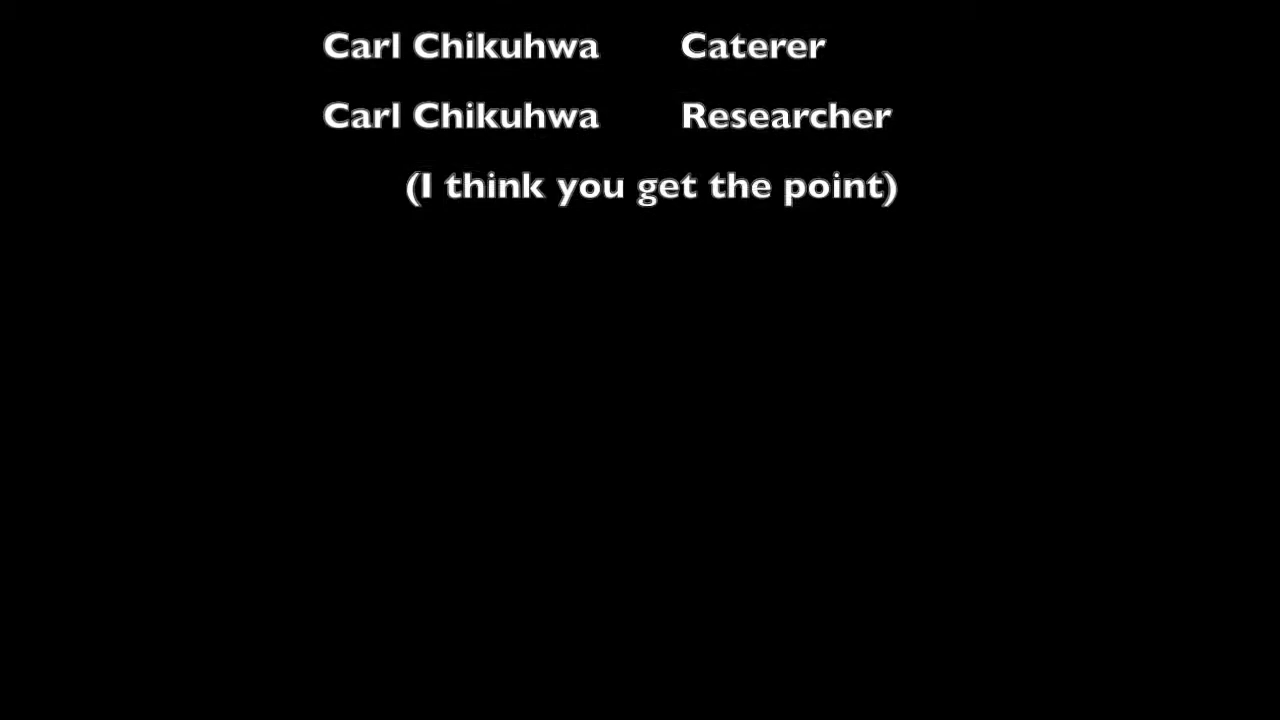 Carl Chikuhwa Caterer
Carl Chikuhwa Researcher
(I think you get the point)